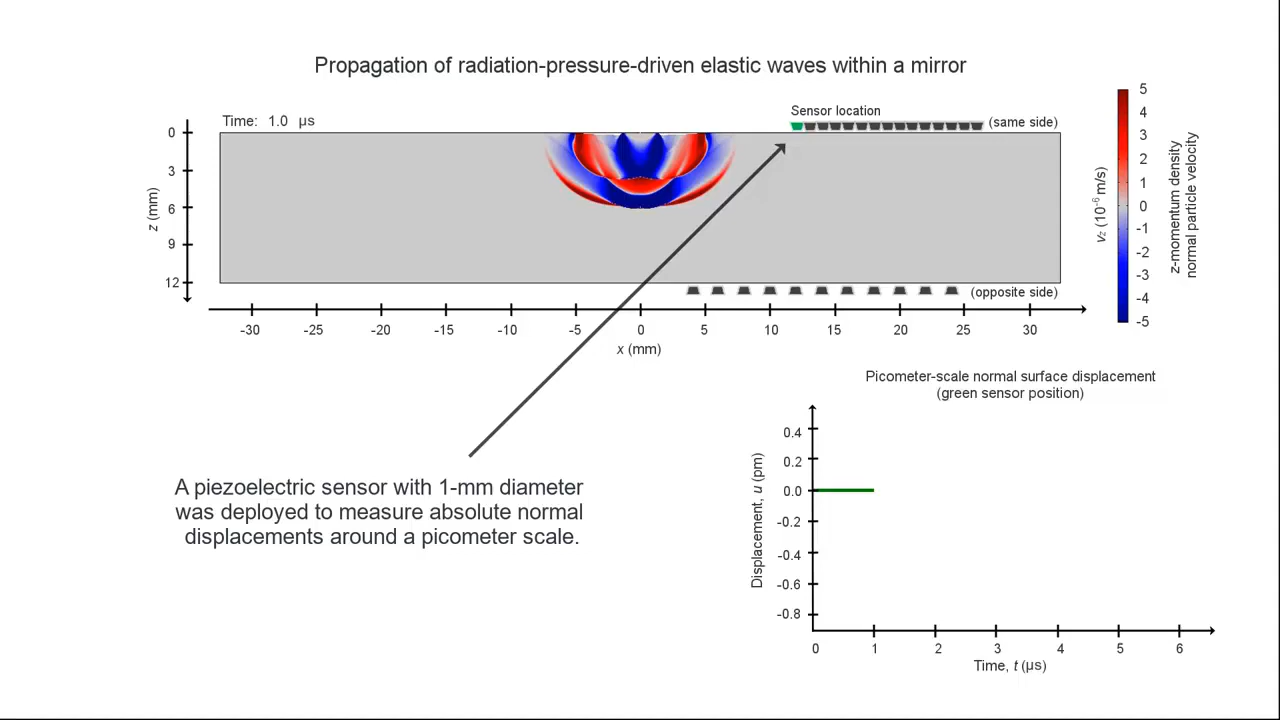 Propagation of radiation-pressure-driven elastic waves within a mirror
Time: 1.0 µs
Sensor location
(same side)
0
3
6
9
12
z (mm)
(opposite side)
-30 -25 -20 -15 -10 -5 0 5 10 15 20 25 30
x (mm)
5
4
3
2
1
0
-1
-2
-3
-4
-5
vz (10-6 m/s)
z-momentum density
normal particle velocity
A piezoelectric sensor with 1-mm diameter
was deployed to measure absolute normal
displacements around a picometer scale.
Picometer-scale normal surface displacement
(green sensor position)
0.4
0.2
0.0
-0.2
-0.4
-0.6
-0.8
Displacement, u (pm)
0 1 2 3 4 5 6
Time, t (µs)